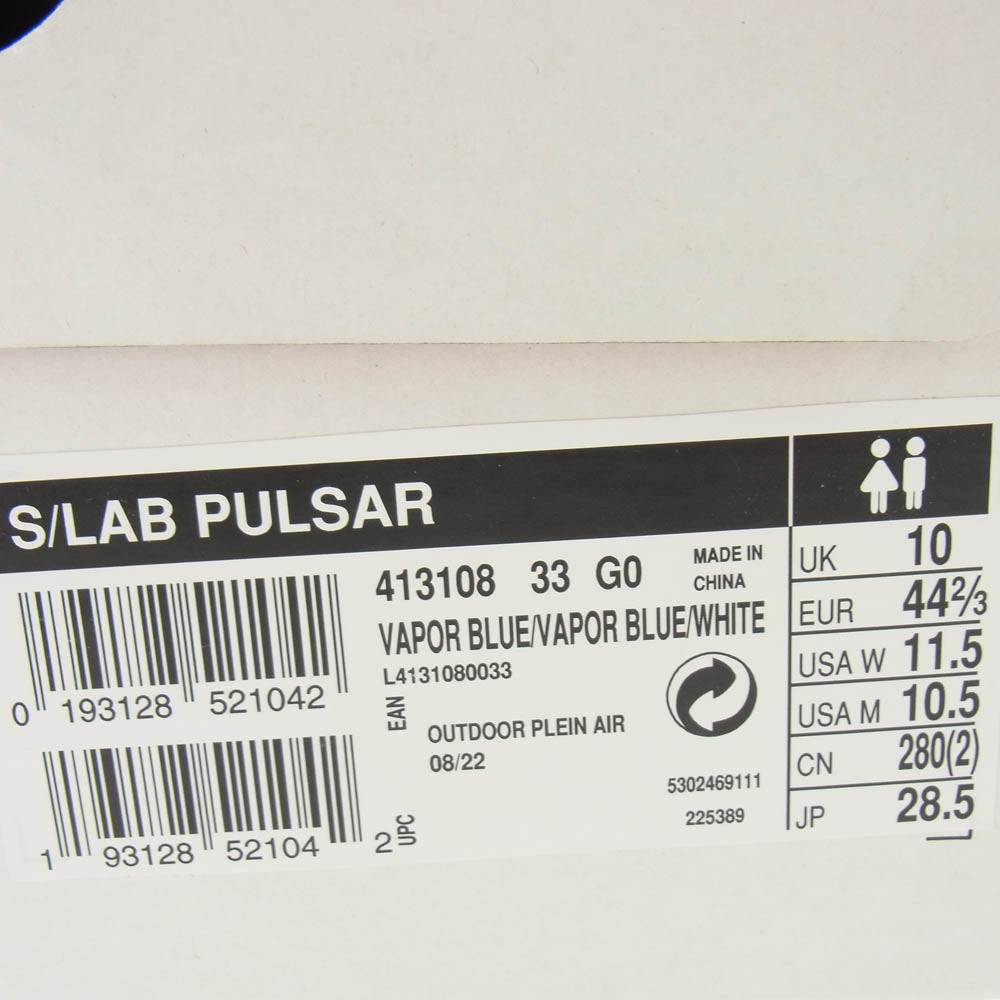 S/LAB PULSAR
413108 33 G0
MADE IN
CHINA
VAPOR BLUE/VAPOR BLUE/WHITE
L4131080033
0 193128 521042
EAN
OUTDOOR PLEIN AIR
08/22
5302469111
225389
1 93128 52104 2
UPC
UK 10
EUR 44⅔
USA W 11.5
USA M 10.5
CN 280(2)
JP 28.5